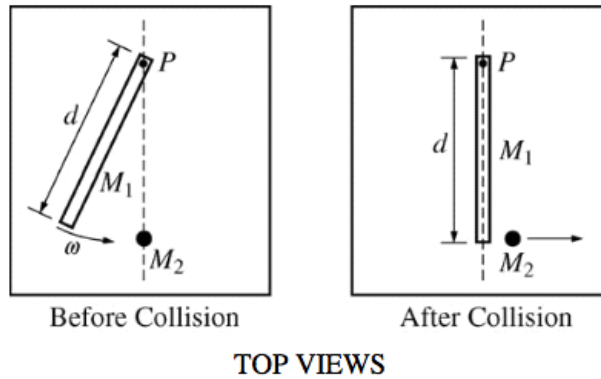 P
d
M₁
ω
M₂
Before Collision
P
d
M₁
M₂
After Collision
TOP VIEWS